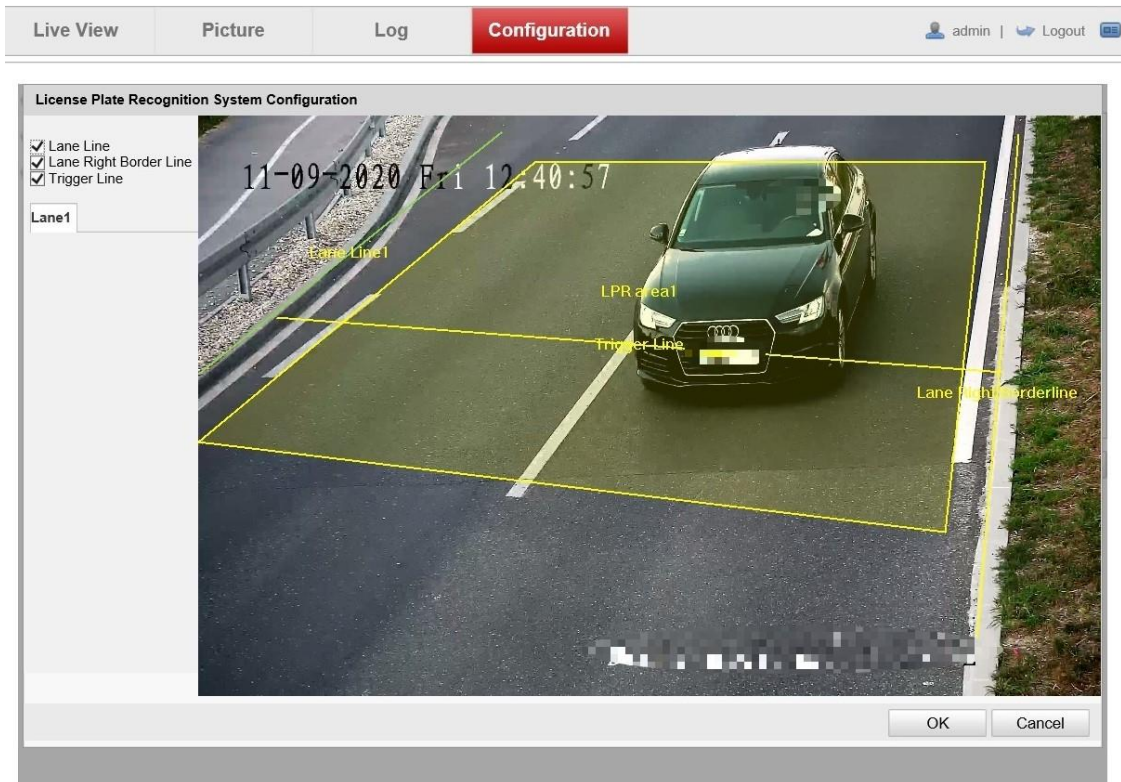 Live View Picture Log Configuration admin | Logout
License Plate Recognition System Configuration
Lane Line
Lane Right Border Line
Trigger Line
Lane1
11-09-2020 Fri 12:40:57
Lane Line1
LPR area1
Trigger Line
Lane Right Borderline
OK Cancel